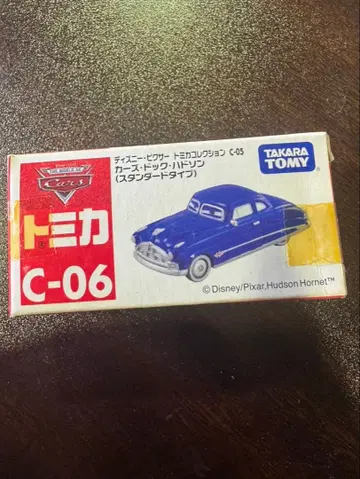 THE WORLD OF
Cars
ディズニー・ピクサー トミカコレクション C-05
カーズ・ドック・ハドソン
(スタンダードタイプ)
TAKARA
TOMY
トミカ
C-06
©Disney/Pixar,Hudson Hornet™